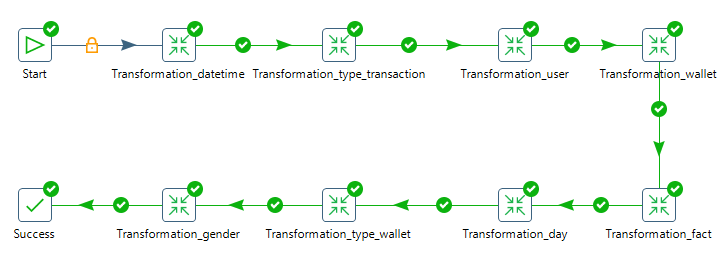 Start
Transformation_datetime
Transformation_type_transaction
Transformation_user
Transformation_wallet
Success
Transformation_gender
Transformation_type_wallet
Transformation_day
Transformation_fact